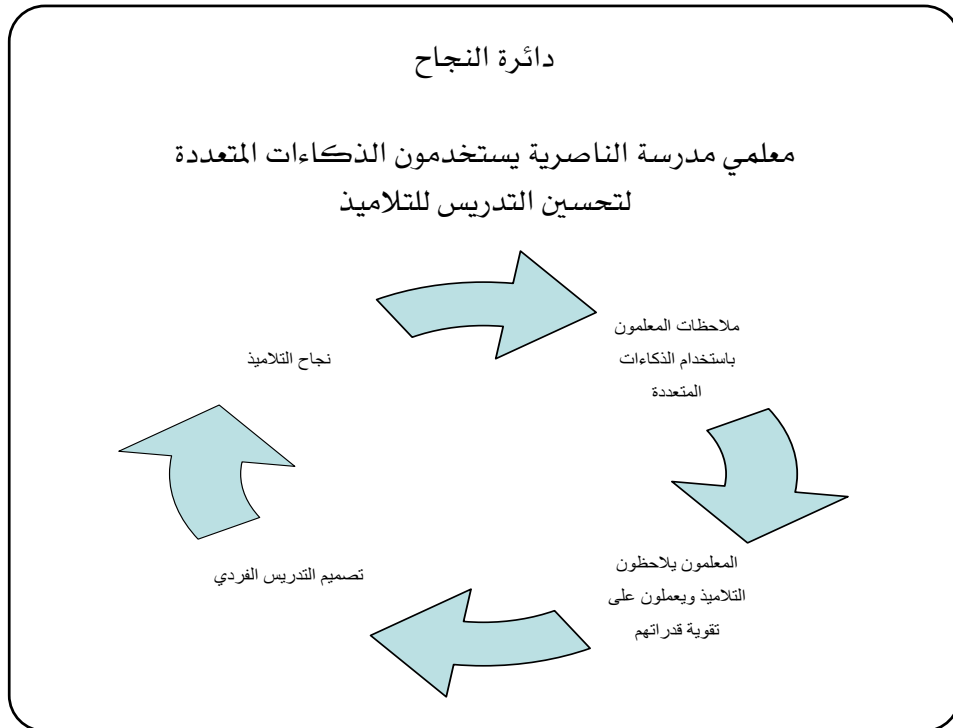 دائرة النجاح
معلمي مدرسة الناصرية يستخدمون الذكاءات المتعددة
لتحسين التدريس للتلاميذ
ملاحظات المعلمون
باستخدام الذكاءات
المتعددة
المعلمون يلاحظون
التلاميذ ويعملون على
تقوية قدراتهم
تصميم التدريس الفردي
نجاح التلاميذ